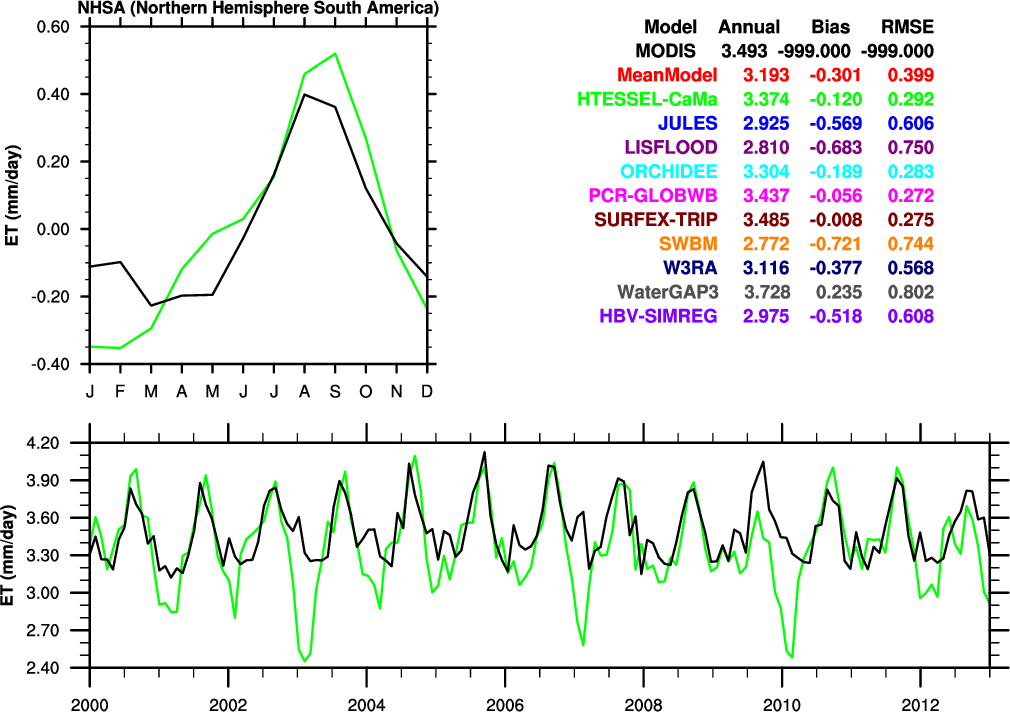 NHSA (Northern Hemisphere South America)
0.60
0.40
0.20
0.00
-0.20
-0.40
ET (mm/day)
J F M A M J J A S O N D
Model Annual Bias RMSE
MODIS 3.493 -999.000 -999.000
MeanModel 3.193 -0.301 0.399
HTESSEL-CaMa 3.374 -0.120 0.292
JULES 2.925 -0.569 0.606
LISFLOOD 2.810 -0.683 0.750
ORCHIDEE 3.304 -0.189 0.283
PCR-GLOBWB 3.437 -0.056 0.272
SURFEX-TRIP 3.485 -0.008 0.275
SWBM 2.772 -0.721 0.744
W3RA 3.116 -0.377 0.568
WaterGAP3 3.728 0.235 0.802
HBV-SIMREG 2.975 -0.518 0.608
4.20
3.90
3.60
3.30
3.00
2.70
2.40
ET (mm/day)
2000 2002 2004 2006 2008 2010 2012